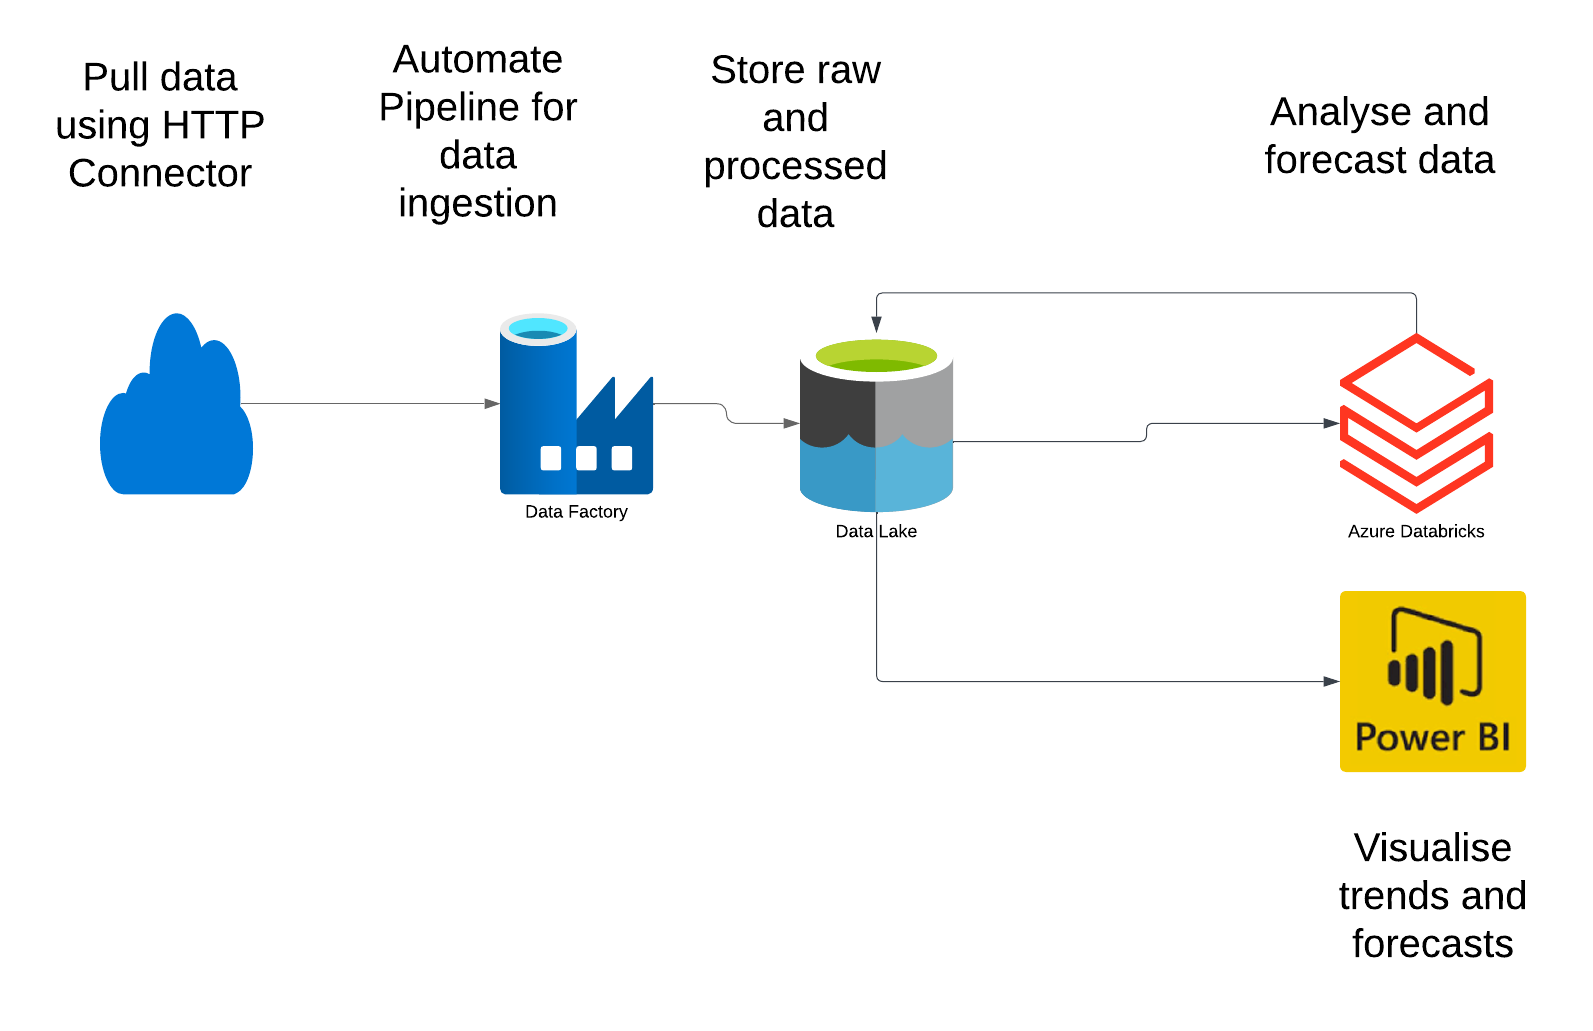 Pull data
using HTTP
Connector
Automate
Pipeline for
data
ingestion
Store raw
and
processed
data
Analyse and
forecast data
Data Factory
Data Lake
Azure Databricks
Power BI
Visualise
trends and
forecasts